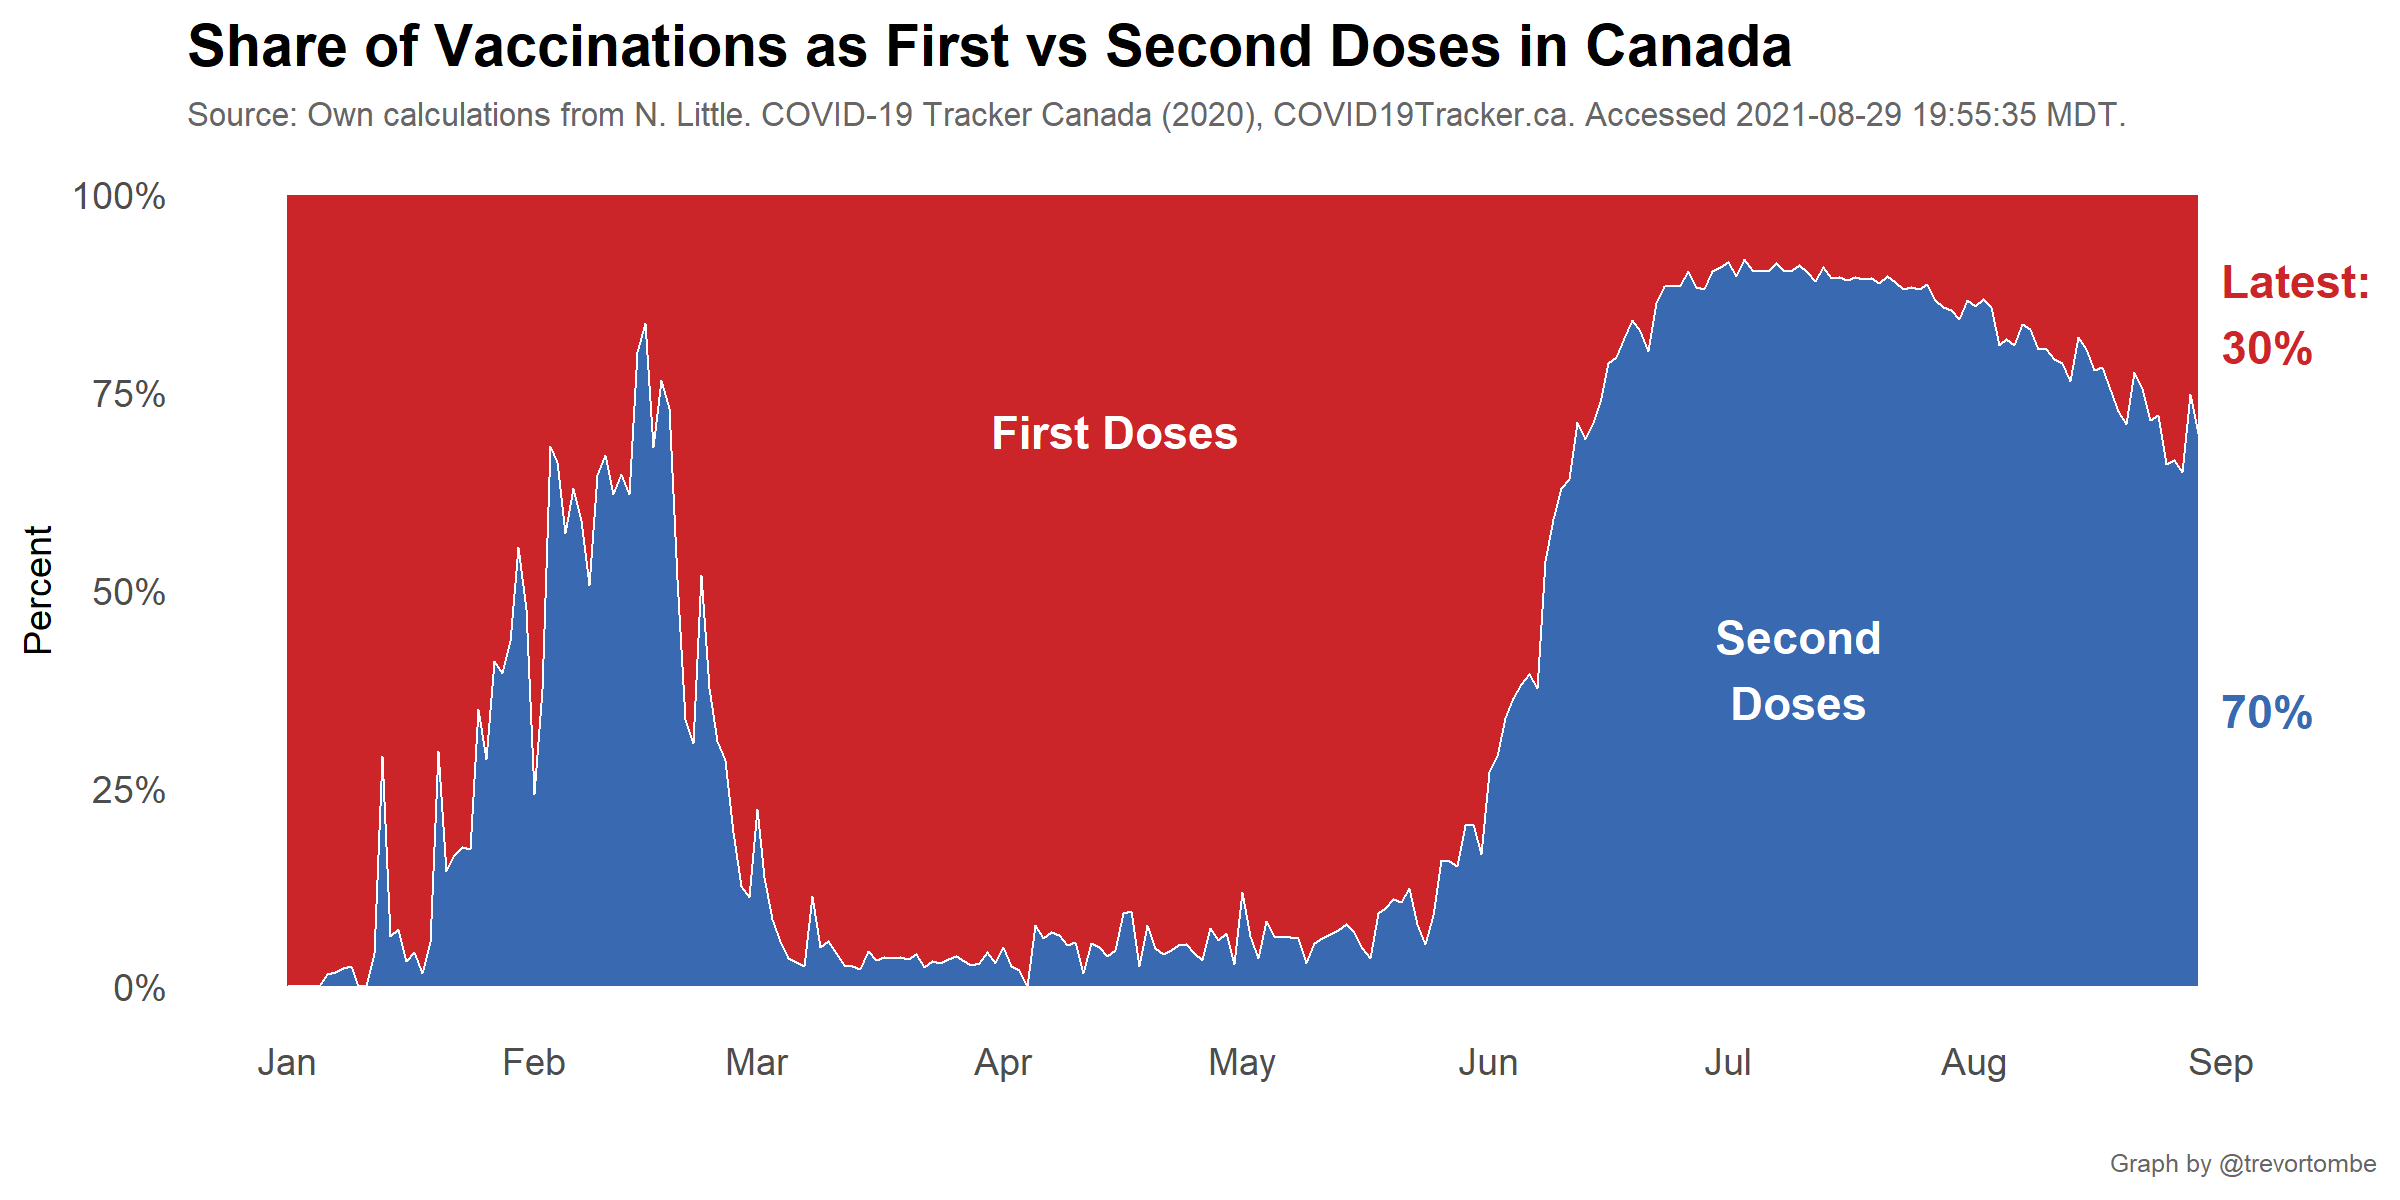 Share of Vaccinations as First vs Second Doses in Canada
Source: Own calculations from N. Little. COVID-19 Tracker Canada (2020), COVID19Tracker.ca. Accessed 2021-08-29 19:55:35 MDT.
100%
75%
50%
25%
0%
Percent
First Doses
Second
Doses
Latest:
30%
70%
Jan
Feb
Mar
Apr
May
Jun
Jul
Aug
Sep
Graph by @trevortombe